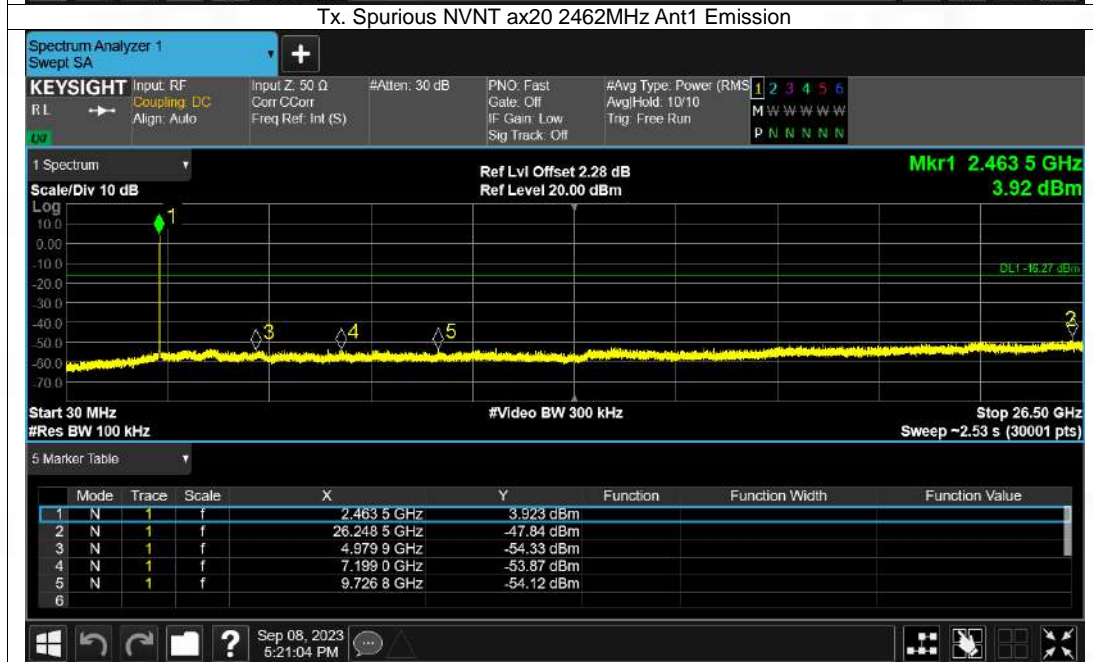 Tx. Spurious NVNT ax20 2462MHz Ant1 Emission
Spectrum Analyzer 1
Swept SA
+
KEYSIGHT Input: RF Input Z: 50 Ω #Atten: 30 dB PNO: Fast #Avg Type: Power (RMS 1 2 3 4 5 6
RL Coupling: DC Corr CCorr Gate: Off Avg|Hold: 10/10 M W W W W W
Align: Auto Freq Ref: Int (S) IF Gain: Low Trig: Free Run
Sig Track: Off P N N N N N
LXI
1 Spectrum Ref Lvl Offset 2.28 dB Mkr1 2.463 5 GHz
Scale/Div 10 dB Ref Level 20.00 dBm 3.92 dBm
Log
10.0 1
0.00
-10.0 DL1 -16.27 dBm
-20.0
-30.0
-40.0 3 4 5 2
-50.0
-60.0
-70.0
Start 30 MHz #Video BW 300 kHz Stop 26.50 GHz
#Res BW 100 kHz Sweep ~2.53 s (30001 pts)
5 Marker Table
Mode Trace Scale X Y Function Function Width Function Value
1 N 1 f 2.463 5 GHz 3.923 dBm
2 N 1 f 26.248 5 GHz -47.84 dBm
3 N 1 f 4.979 9 GHz -54.33 dBm
4 N 1 f 7.199 0 GHz -53.87 dBm
5 N 1 f 9.726 8 GHz -54.12 dBm
6
? Sep 08, 2023
5:21:04 PM